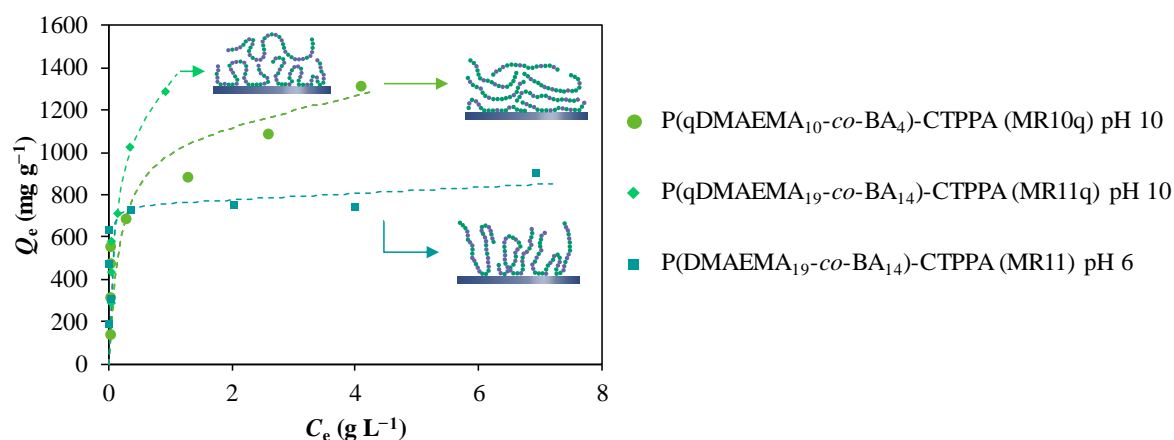 1600
1400
1200
1000
800
600
400
200
0
Qe (mg g⁻¹)
0 2 4 6 8
Ce (g L⁻¹)
P(qDMAEMA₁₀-co-BA₄)-CTPPA (MR10q) pH 10
P(qDMAEMA₁₉-co-BA₁₄)-CTPPA (MR11q) pH 10
P(DMAEMA₁₉-co-BA₁₄)-CTPPA (MR11) pH 6